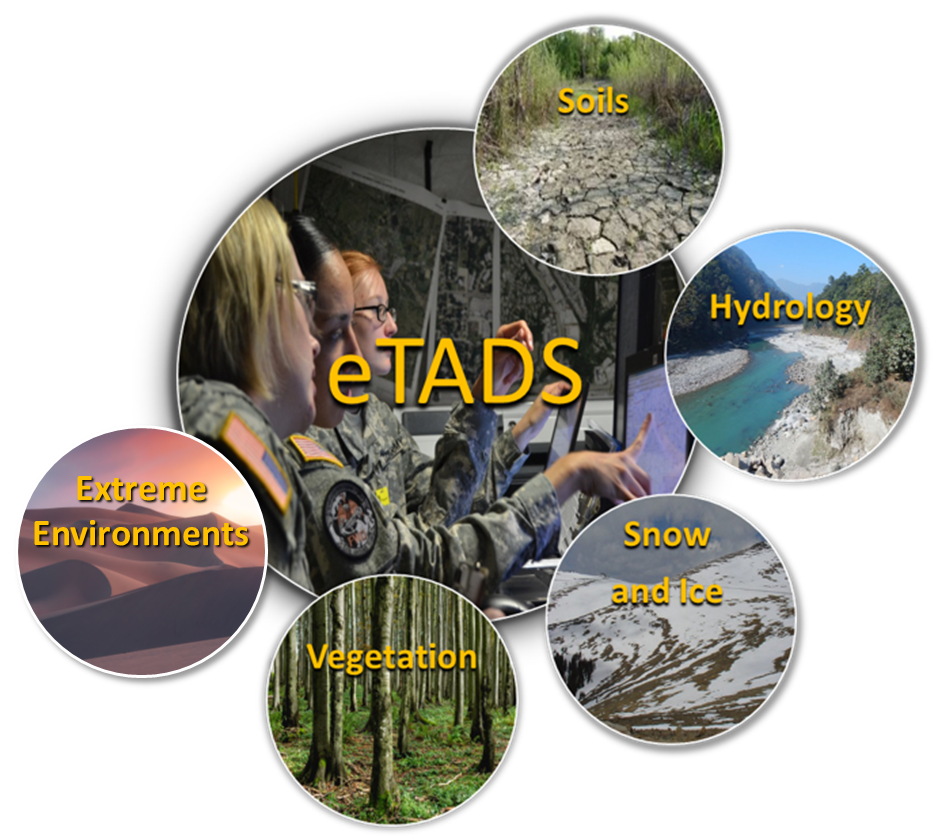 Soils
Hydrology
eTADS
Extreme
Environments
Snow
and Ice
Vegetation